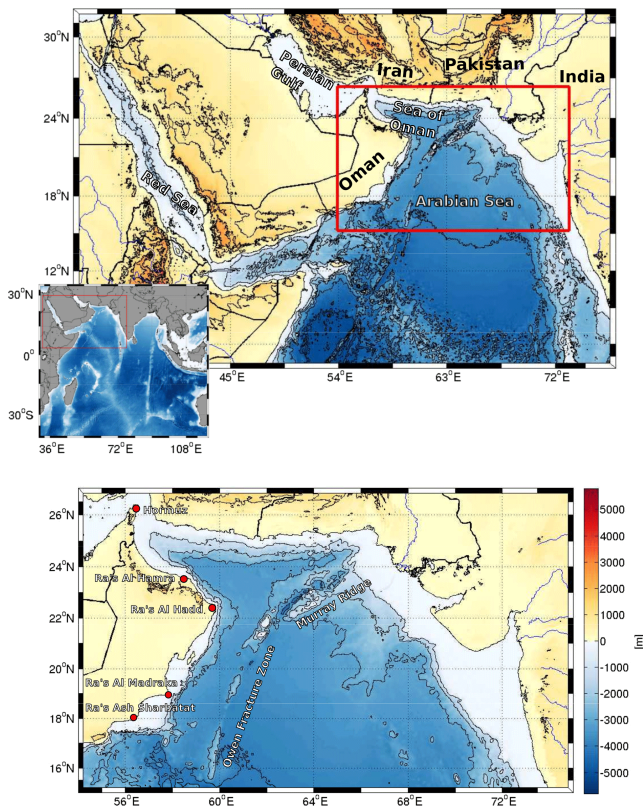 30°N
24°N
18°N
12°N
Persian
Gulf
Iran
Pakistan
India
Sea of
Oman
Oman
Red Sea
Arabian Sea
45°E
54°E
63°E
72°E
30°N
0°
30°S
36°E
72°E
108°E
26°N
24°N
22°N
20°N
18°N
16°N
Hormuz
Ra's Al Hamra
Ra's Al Hadd
Ra's Al Madraka
Ra's Ash Sharbatat
Murray Ridge
Owen Fracture Zone
56°E
60°E
64°E
68°E
72°E
5000
4000
3000
2000
1000
0
-1000
-2000
-3000
-4000
-5000
[m]